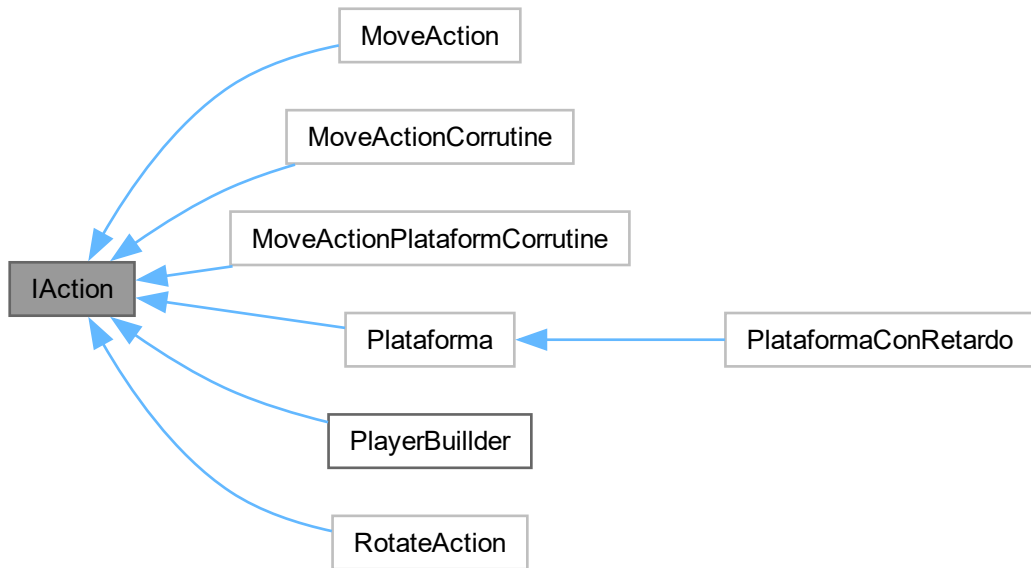 MoveAction
MoveActionCorrutine
MoveActionPlataformCorrutine
IAction
Plataforma
PlataformaConRetardo
PlayerBuillder
RotateAction